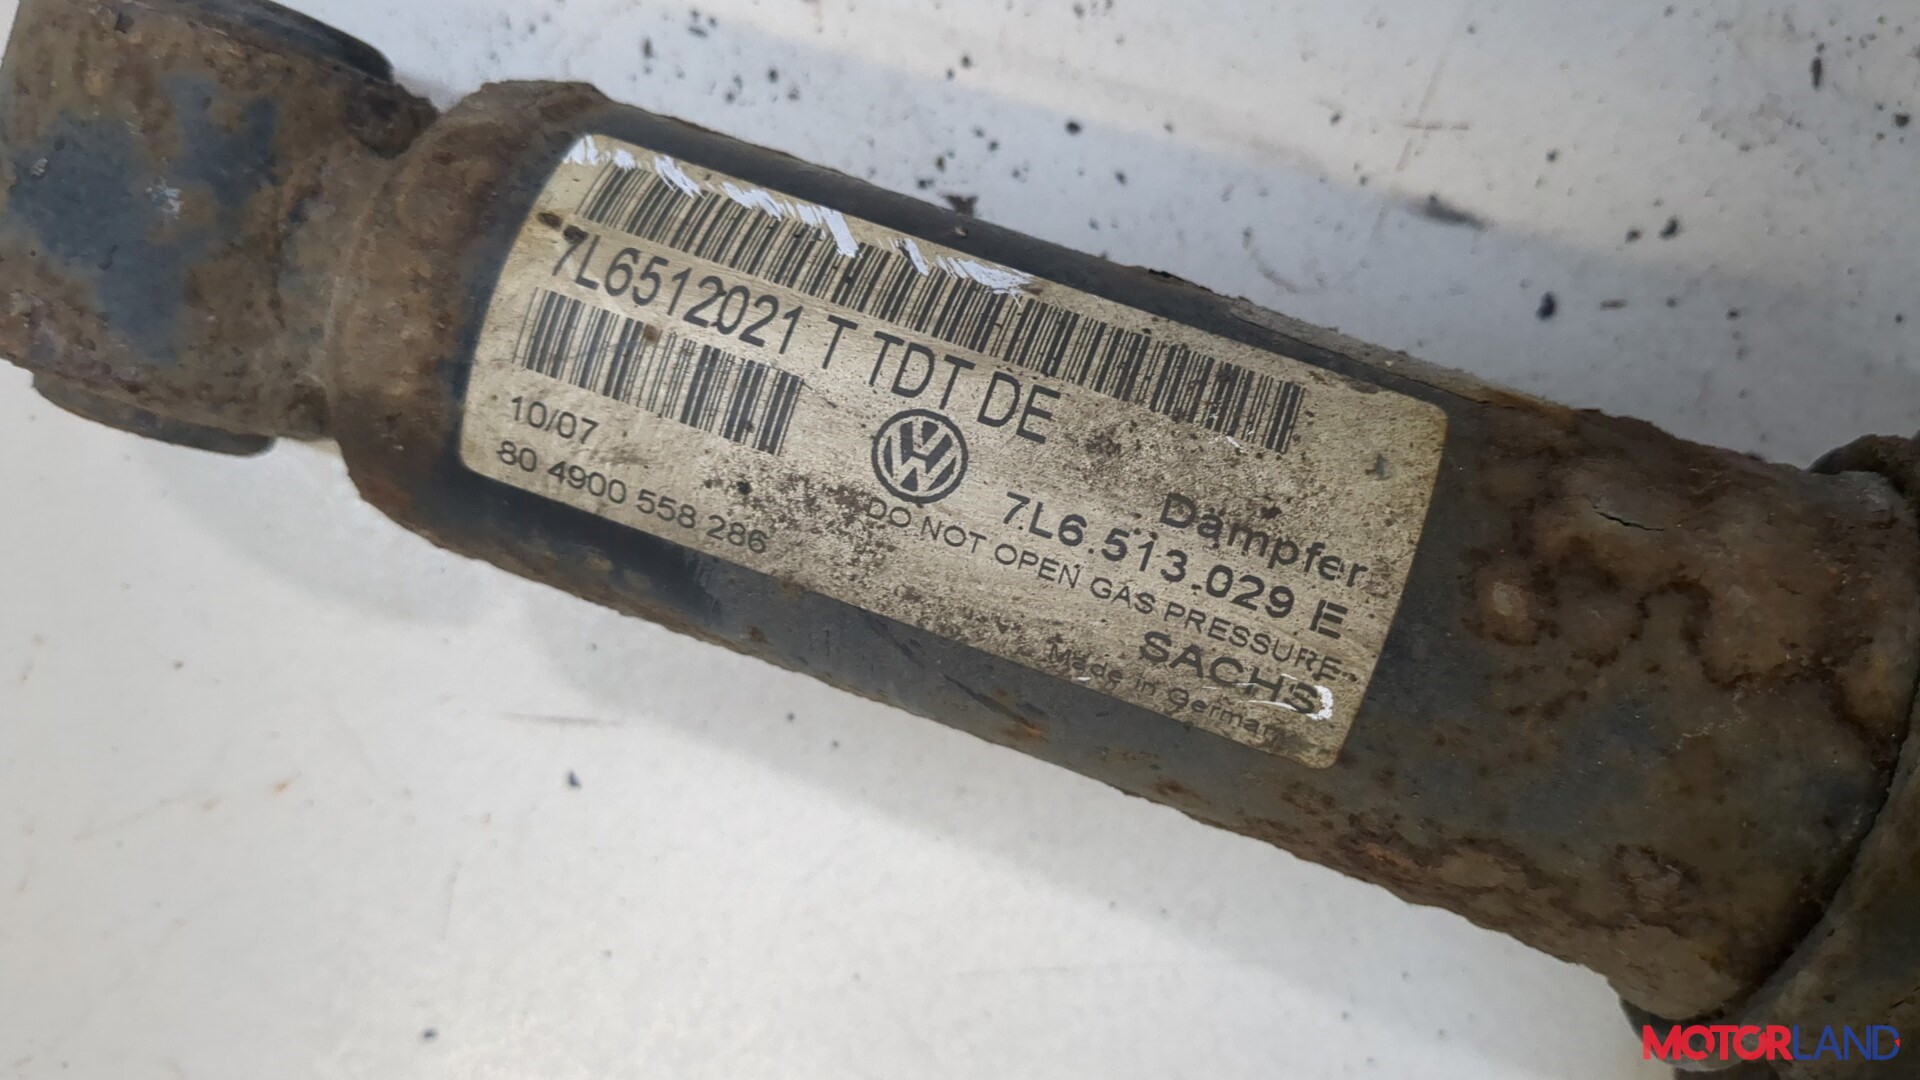 7L6512021 T TDT DE
10/07
80 4900 558 286
Dämpfer
7L6.513.029 E
DO NOT OPEN GAS PRESSURE
SACHS
Made in German
MOTORLAND